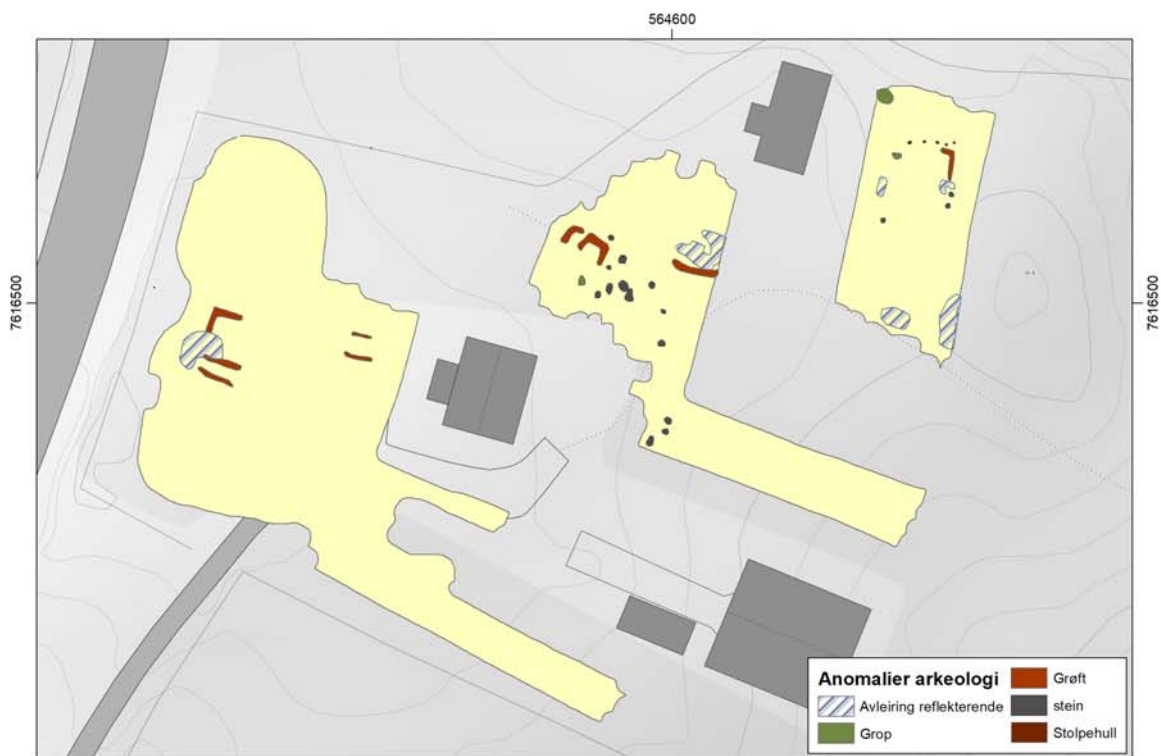 564600
7616500
7616500
Anomalier arkeologi
Avleiring reflekterende
Grop
Grøft
stein
Stolpehull